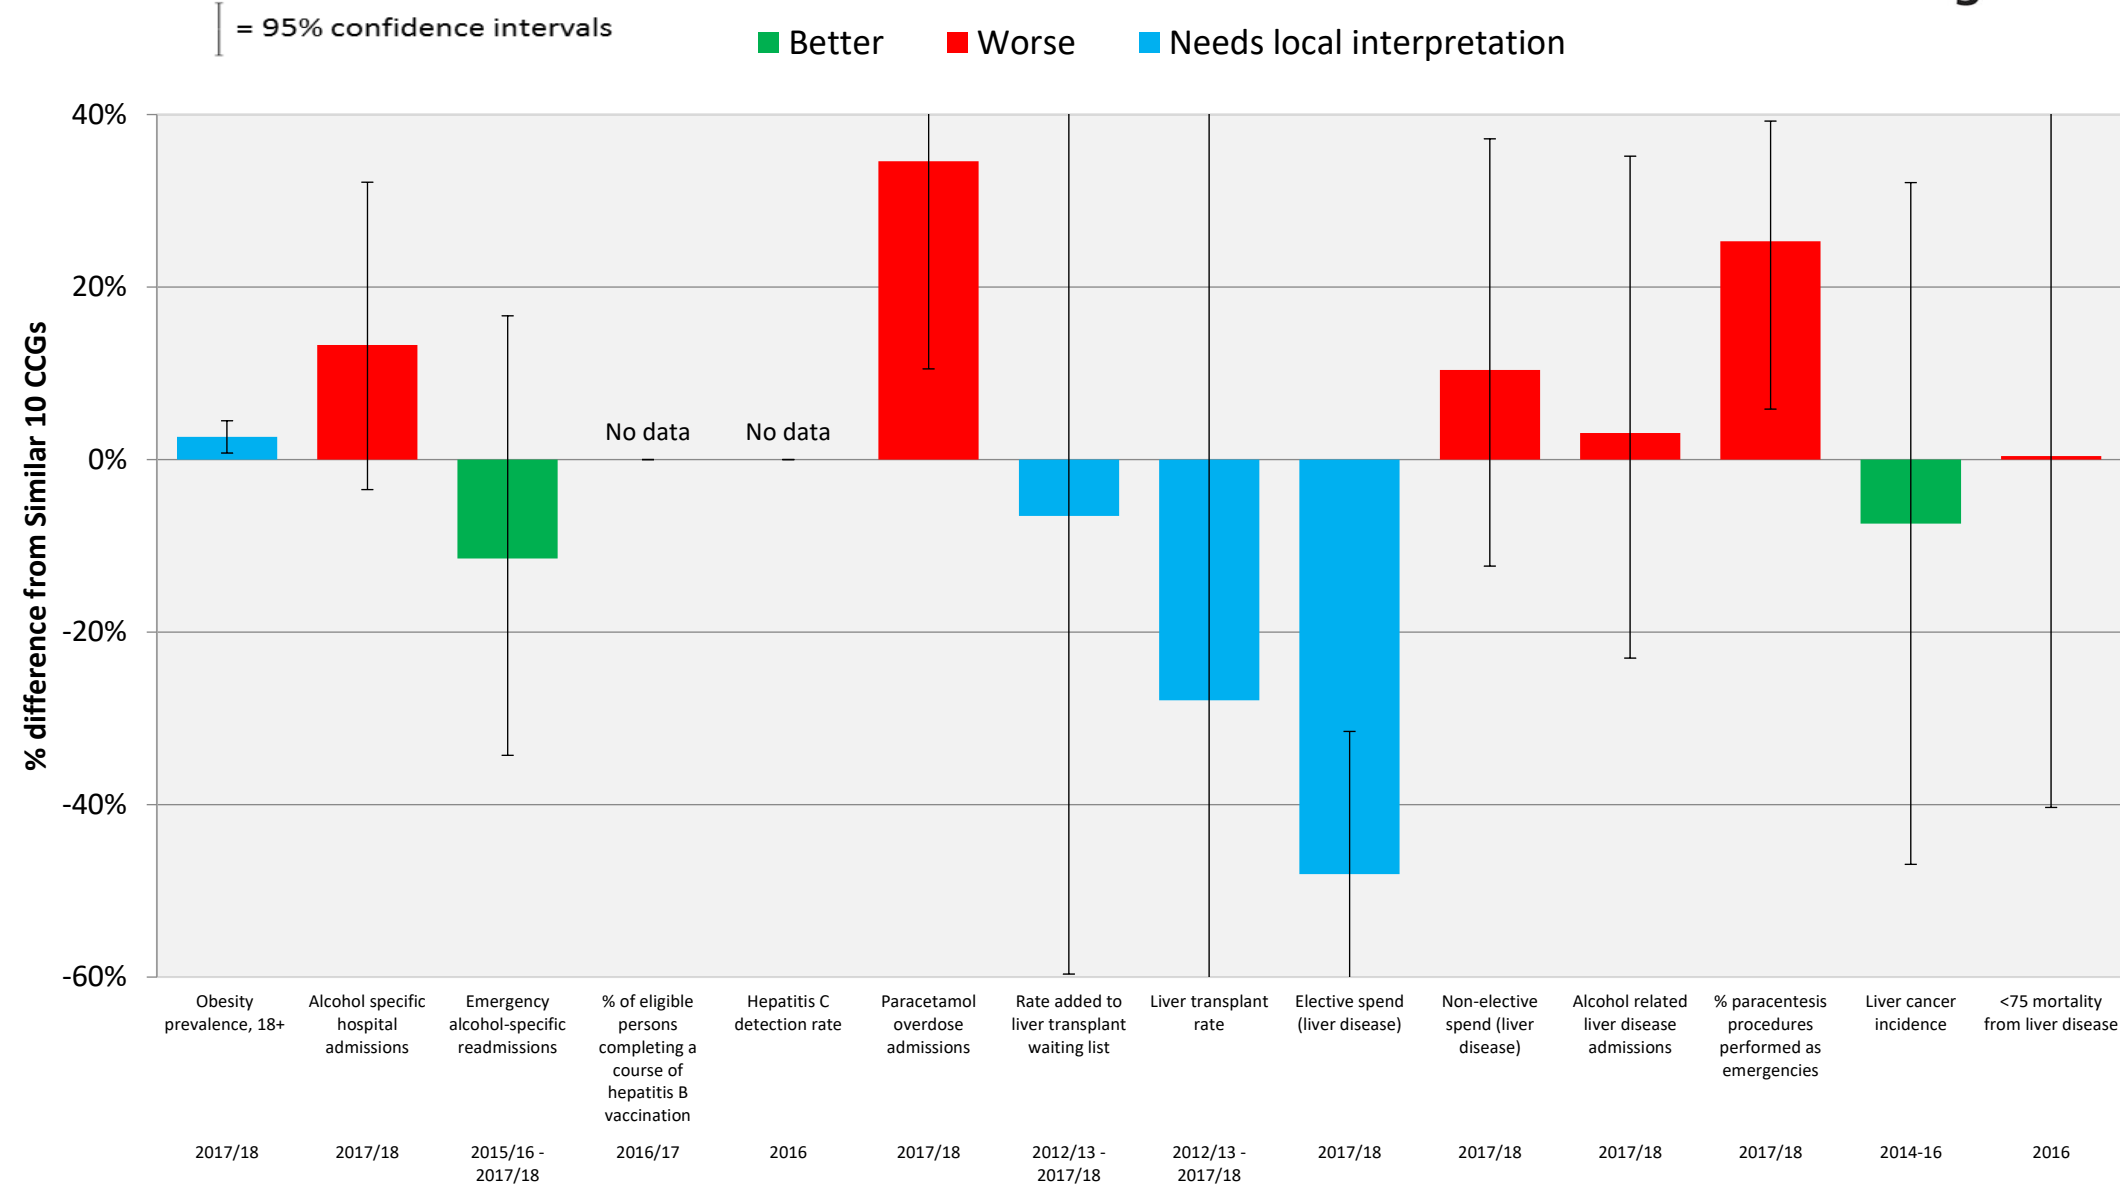 = 95% confidence intervals
Better
Worse
Needs local interpretation
% difference from Similar 10 CCGs
40%
20%
0%
-20%
-40%
-60%
No data
No data
Obesity
prevalence, 18+
2017/18
Alcohol specific
hospital
admissions
2017/18
Emergency
alcohol-specific
readmissions
2015/16 -
2017/18
% of eligible
persons
completing a
course of
hepatitis B
vaccination
2016/17
Hepatitis C
detection rate
2016
Paracetamol
overdose
admissions
2017/18
Rate added to
liver transplant
waiting list
2012/13 -
2017/18
Liver transplant
rate
2012/13 -
2017/18
Elective spend
(liver disease)
2017/18
Non-elective
spend (liver
disease)
2017/18
Alcohol related
liver disease
admissions
2017/18
% paracentesis
procedures
performed as
emergencies
2017/18
Liver cancer
incidence
2014-16
<75 mortality
from liver disease
2016